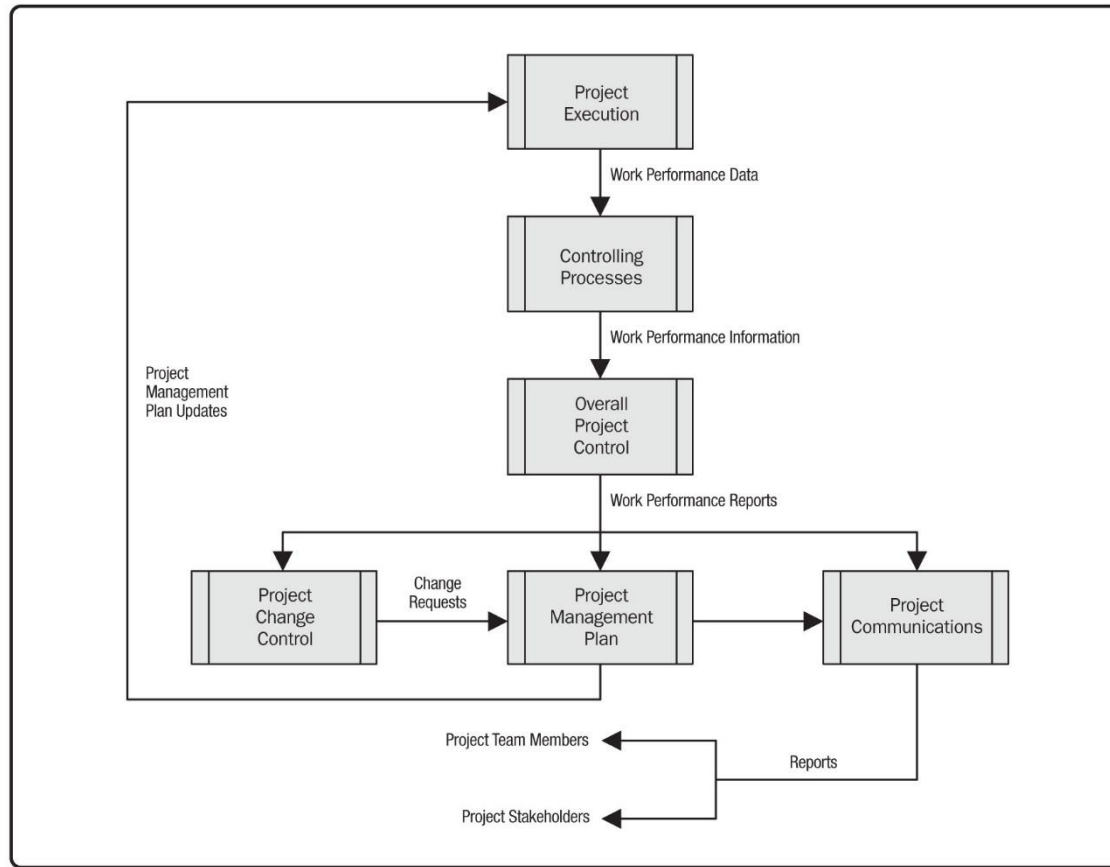 Project
Execution
Work Performance Data
Controlling
Processes
Work Performance Information
Project
Management
Plan Updates
Overall
Project
Control
Work Performance Reports
Project
Change
Control
Change
Requests
Project
Management
Plan
Project
Communications
Project Team Members
Reports
Project Stakeholders